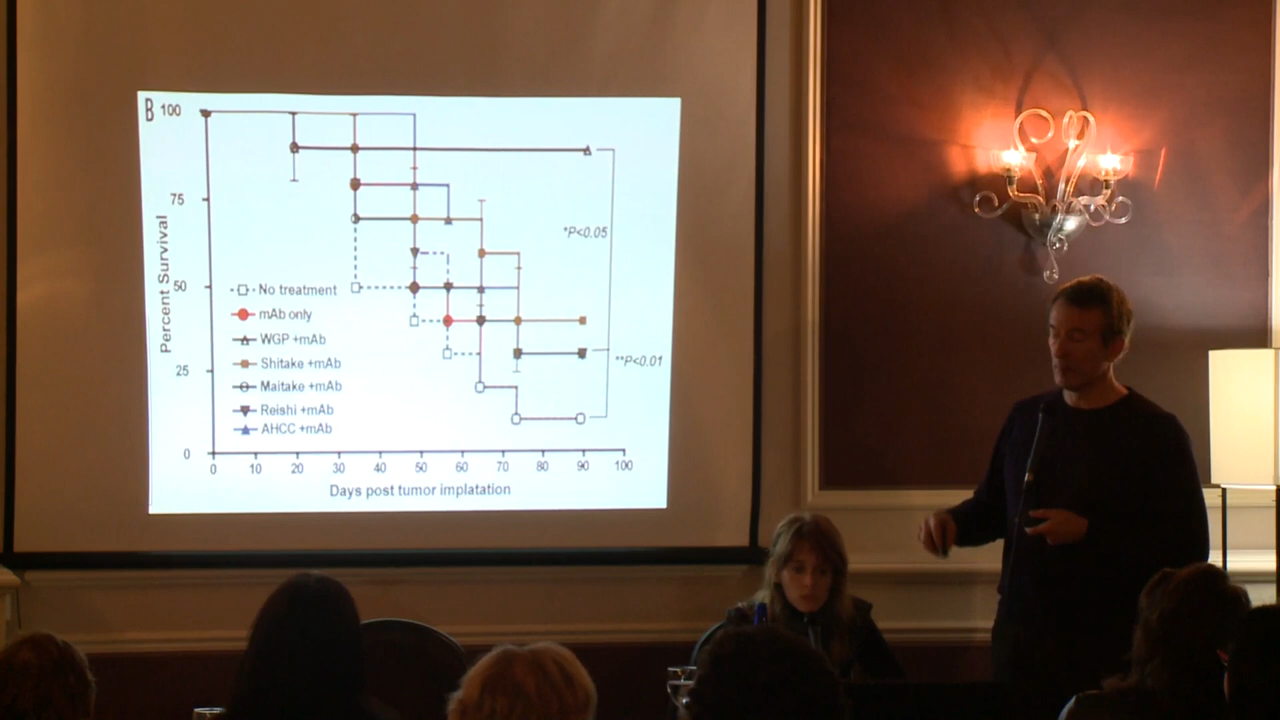 B 100
75
50
25
0
Percent Survival
*P<0.05
**P<0.01
No treatment
mAb only
WGP +mAb
Shitake +mAb
Maitake +mAb
Reishi +mAb
AHCC +mAb
0 10 20 30 40 50 60 70 80 90 100
Days post tumor implatation